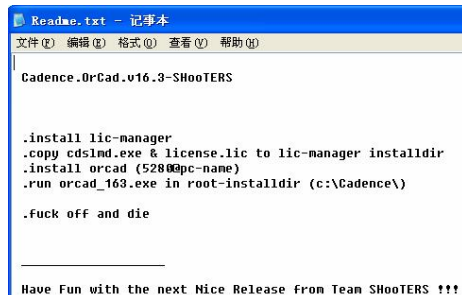 Readme.txt - 记事本
文件(F) 编辑(E) 格式(O) 查看(V) 帮助(H)
Cadence.OrCad.v16.3-SHooTERS
.install lic-manager
.copy cdslmd.exe & license.lic to lic-manager installdir
.install orcad (5280@pc-name)
.run orcad_163.exe in root-installdir (c:\Cadence\)
.fuck off and die
____________________
Have Fun with the next Nice Release from Team SHooTERS !!!